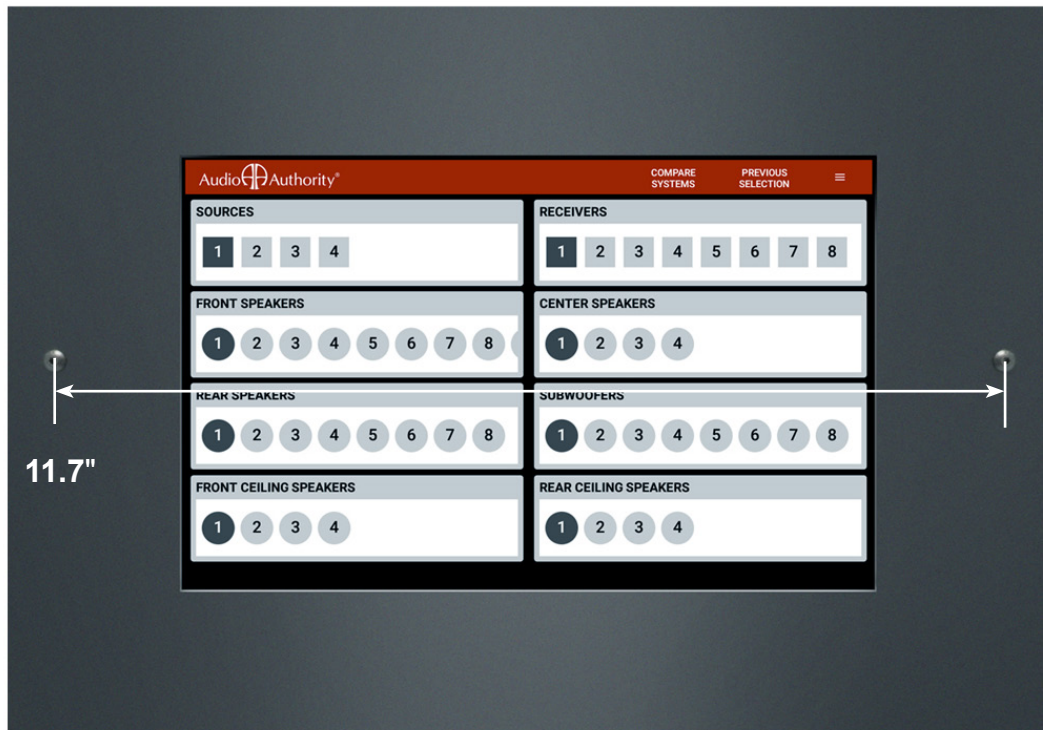 Audio Authority®
COMPARE SYSTEMS
PREVIOUS SELECTION
SOURCES
1 2 3 4
RECEIVERS
1 2 3 4 5 6 7 8
FRONT SPEAKERS
1 2 3 4 5 6 7 8
CENTER SPEAKERS
1 2 3 4
REAR SPEAKERS
1 2 3 4 5 6 7 8
SUBWOOFERS
1 2 3 4 5 6 7 8
11.7"
FRONT CEILING SPEAKERS
1 2 3 4
REAR CEILING SPEAKERS
1 2 3 4